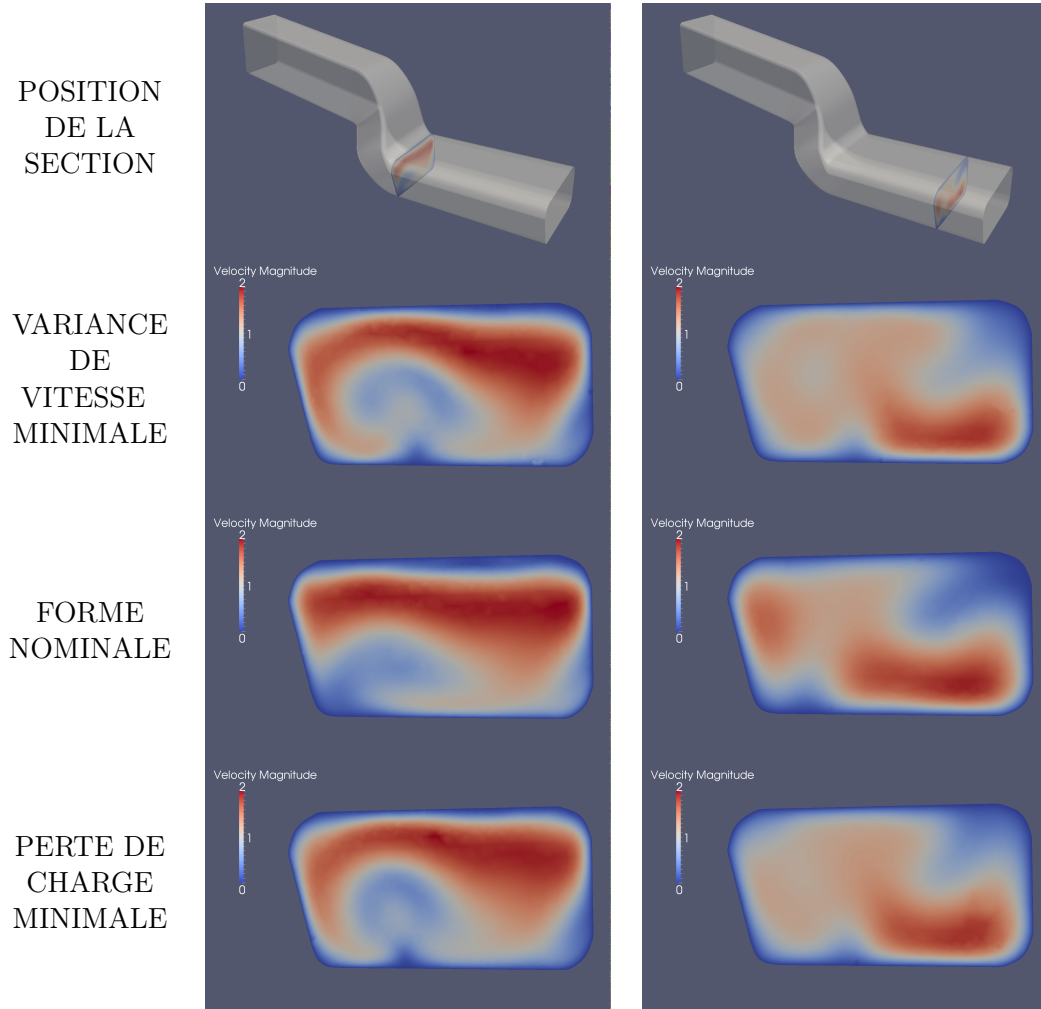 POSITION
DE LA
SECTION
VARIANCE
DE
VITESSE
MINIMALE
Velocity Magnitude
2
1
0
Velocity Magnitude
2
1
0
FORME
NOMINALE
Velocity Magnitude
2
1
0
Velocity Magnitude
2
1
0
PERTE DE
CHARGE
MINIMALE
Velocity Magnitude
2
1
0
Velocity Magnitude
2
1
0